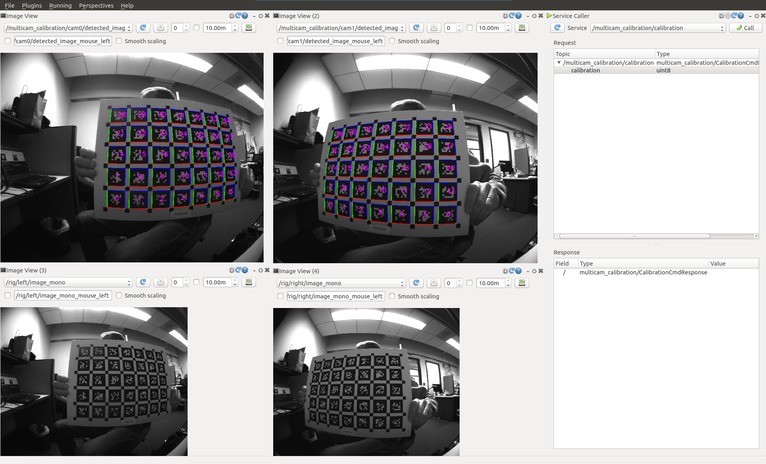 File Plugins Running Perspectives Help
Image View
/multicam_calibration/cam0/detected_imag 0 10.00m
cam0/detected_image_mouse_left Smooth scaling
Image View (2)
/multicam_calibration/cam1/detected_imag 0 10.00m
cam1/detected_image_mouse_left Smooth scaling
Service Caller
Service /multicam_calibration/calibration Call
Request
Topic Type
/multicam_calibration/calibration multicam_calibration/CalibrationCmdl
calibration uint8
Image View (3)
/rig/left/image_mono 0 10.00m
/rig/left/image_mono_mouse_left Smooth scaling
Image View (4)
/rig/right/image_mono 0 10.00m
rig/right/image_mono_mouse_left Smooth scaling
Response
Field Type Value
/ multicam_calibration/CalibrationCmdResponse